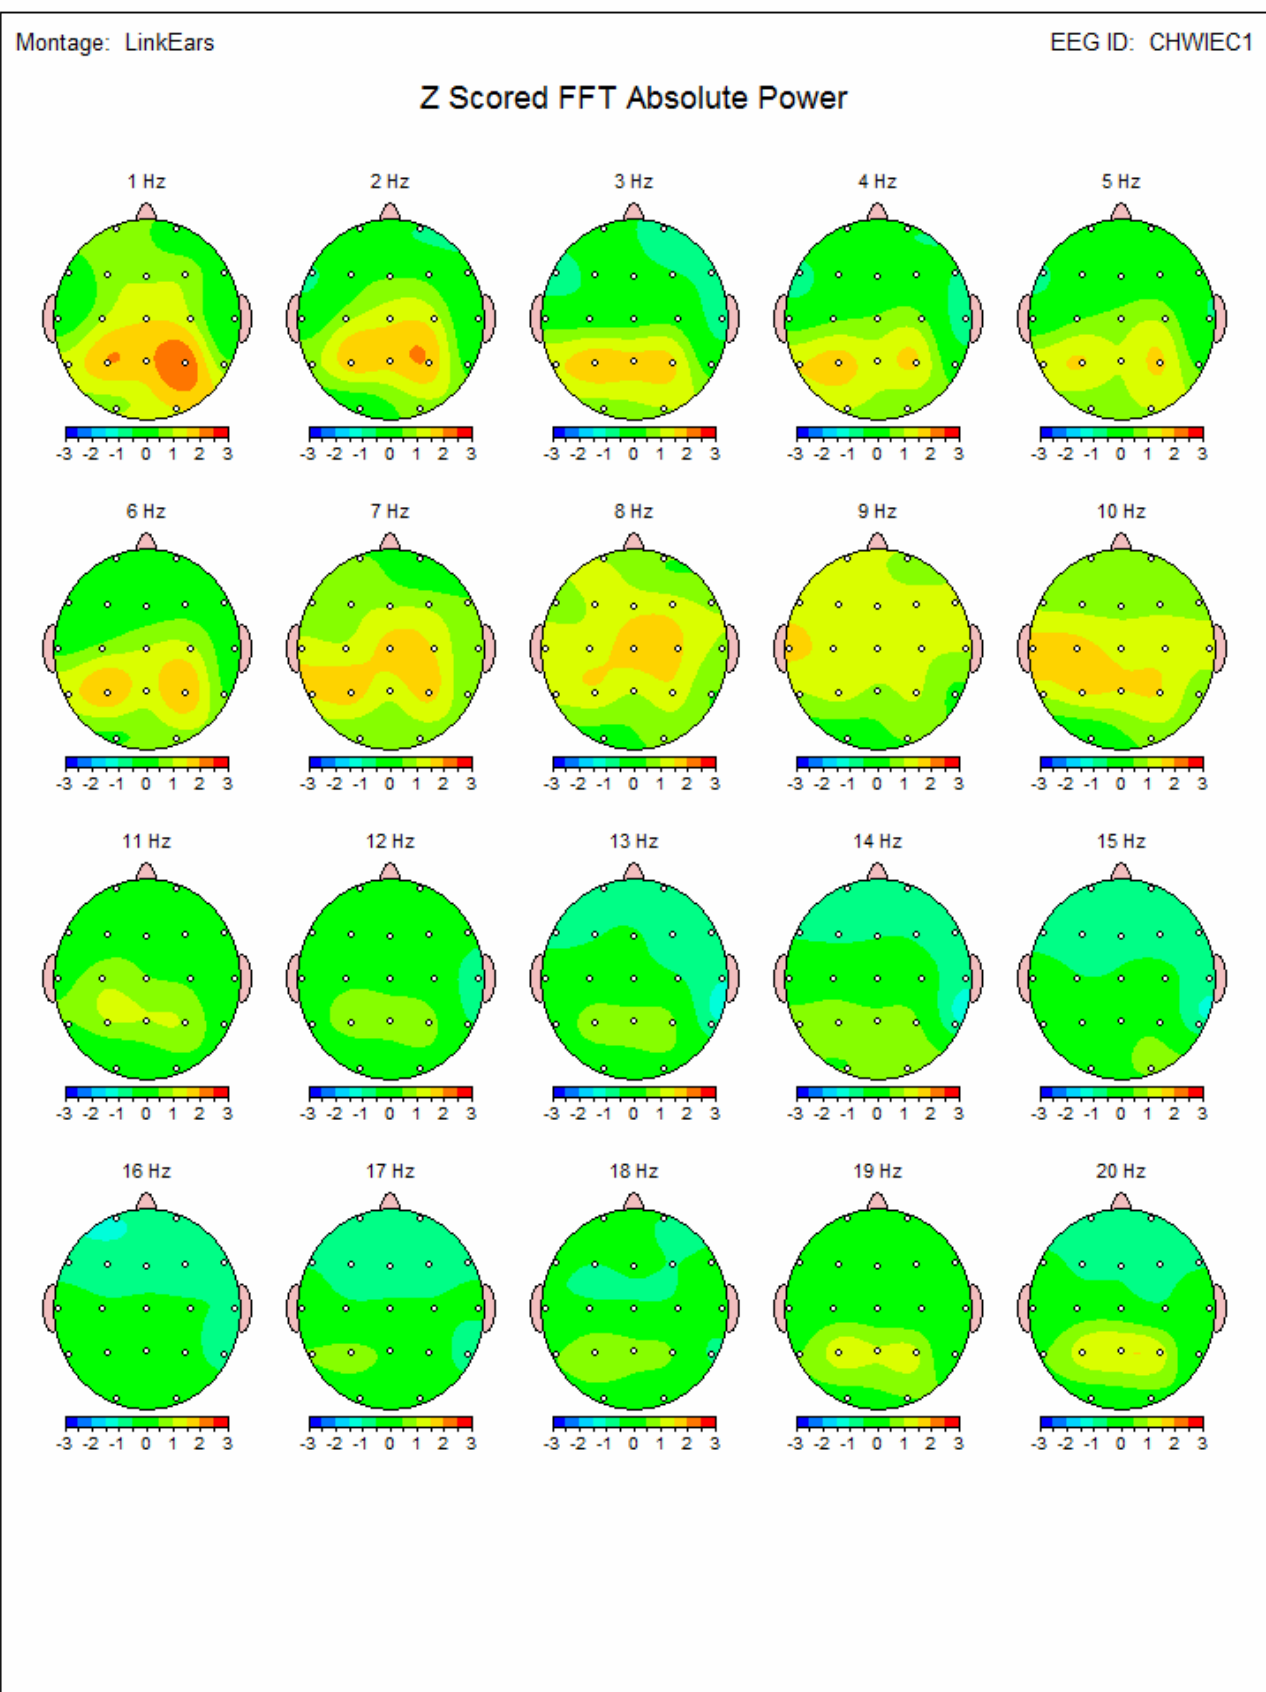 Montage: LinkEars EEG ID: CHWIEC1
Z Scored FFT Absolute Power
1 Hz 2 Hz 3 Hz 4 Hz 5 Hz
-3 -2 -1 0 1 2 3 -3 -2 -1 0 1 2 3 -3 -2 -1 0 1 2 3 -3 -2 -1 0 1 2 3 -3 -2 -1 0 1 2 3
6 Hz 7 Hz 8 Hz 9 Hz 10 Hz
-3 -2 -1 0 1 2 3 -3 -2 -1 0 1 2 3 -3 -2 -1 0 1 2 3 -3 -2 -1 0 1 2 3 -3 -2 -1 0 1 2 3
11 Hz 12 Hz 13 Hz 14 Hz 15 Hz
-3 -2 -1 0 1 2 3 -3 -2 -1 0 1 2 3 -3 -2 -1 0 1 2 3 -3 -2 -1 0 1 2 3 -3 -2 -1 0 1 2 3
16 Hz 17 Hz 18 Hz 19 Hz 20 Hz
-3 -2 -1 0 1 2 3 -3 -2 -1 0 1 2 3 -3 -2 -1 0 1 2 3 -3 -2 -1 0 1 2 3 -3 -2 -1 0 1 2 3